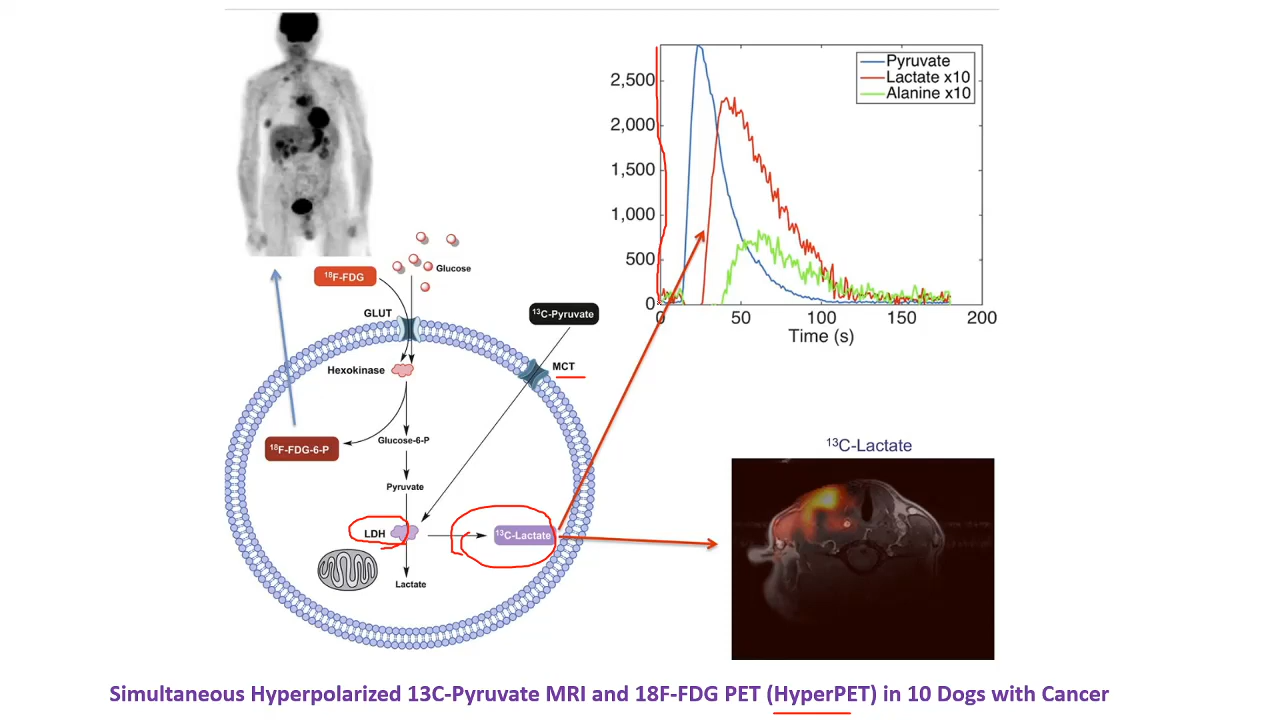 2,500
2,000
1,500
1,000
500
0
0 50 100 150 200
Time (s)
Pyruvate
Lactate x10
Alanine x10
18F-FDG
Glucose
GLUT
13C-Pyruvate
MCT
Hexokinase
18F-FDG-6-P
Glucose-6-P
Pyruvate
LDH
13C-Lactate
Lactate
13C-Lactate
Simultaneous Hyperpolarized 13C-Pyruvate MRI and 18F-FDG PET (HyperPET) in 10 Dogs with Cancer